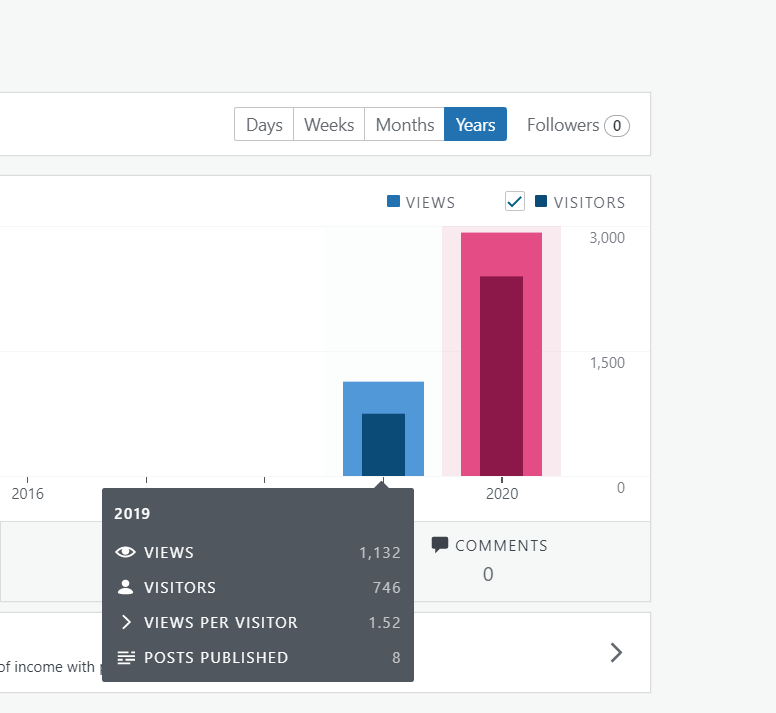 Days Weeks Months Years Followers 0
VIEWS VISITORS
3,000
1,500
0
2016 2020
2019
VIEWS 1,132
VISITORS 746
VIEWS PER VISITOR 1.52
POSTS PUBLISHED 8
COMMENTS
0
of income with